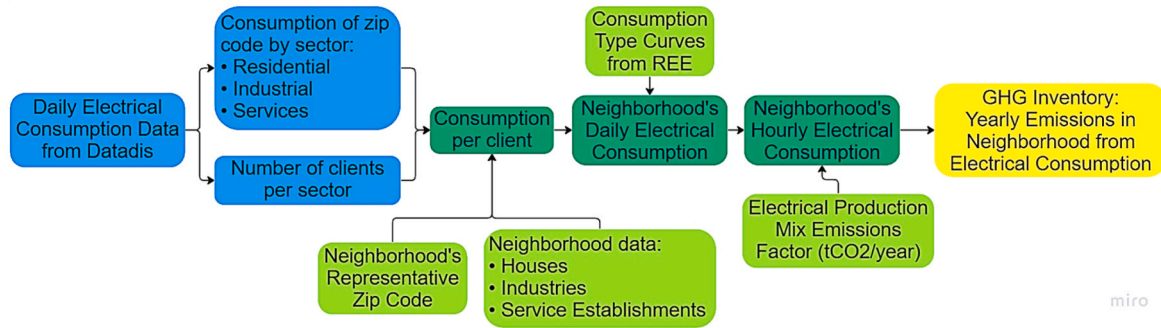 Daily Electrical
Consumption Data
from Datadis
Consumption of zip
code by sector:
• Residential
• Industrial
• Services
Number of clients
per sector
Consumption
per client
Neighborhood's
Representative
Zip Code
Neighborhood data:
• Houses
• Industries
• Service Establishments
Consumption
Type Curves
from REE
Neighborhood's
Daily Electrical
Consumption
Neighborhood's
Hourly Electrical
Consumption
Electrical Production
Mix Emissions
Factor (tCO2/year)
GHG Inventory:
Yearly Emissions in
Neighborhood from
Electrical Consumption
miro